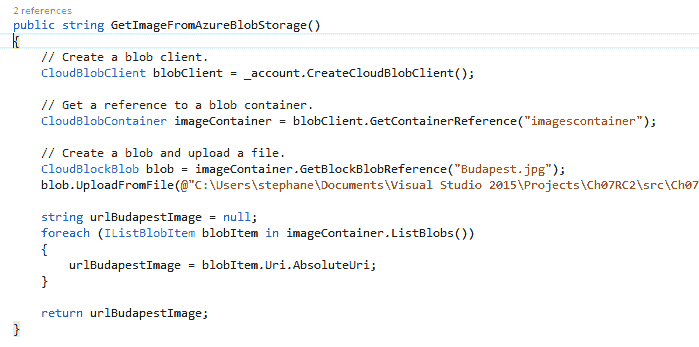 2 references
public string GetImageFromAzureBlobStorage()
{
// Create a blob client.
CloudBlobClient blobClient = _account.CreateCloudBlobClient();
// Get a reference to a blob container.
CloudBlobContainer imageContainer = blobClient.GetContainerReference("imagescontainer");
// Create a blob and upload a file.
CloudBlockBlob blob = imageContainer.GetBlockBlobReference("Budapest.jpg");
blob.UploadFromFile(@"C:\Users\stephane\Documents\Visual Studio 2015\Projects\Ch07RC2\src\Ch07
string urlBudapestImage = null;
foreach (IListBlobItem blobItem in imageContainer.ListBlobs())
{
urlBudapestImage = blobItem.Uri.AbsoluteUri;
}
return urlBudapestImage;
}